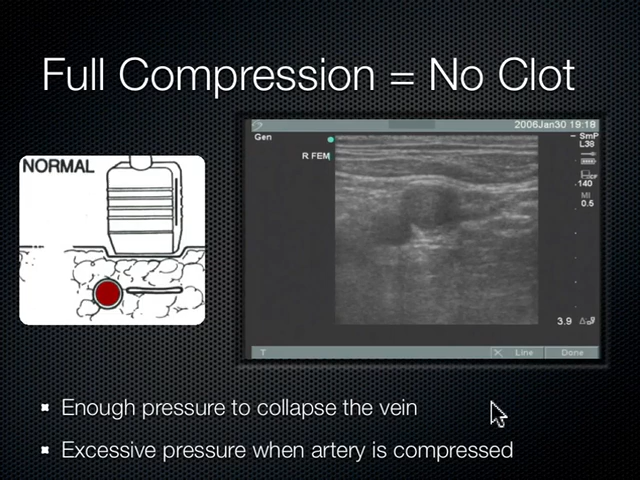 Full Compression = No Clot
NORMAL
2006Jan30 19:18
Gen
SmP
L38
R FEM
140
MI
0.5
3.9
T
Line
Done
Enough pressure to collapse the vein
Excessive pressure when artery is compressed